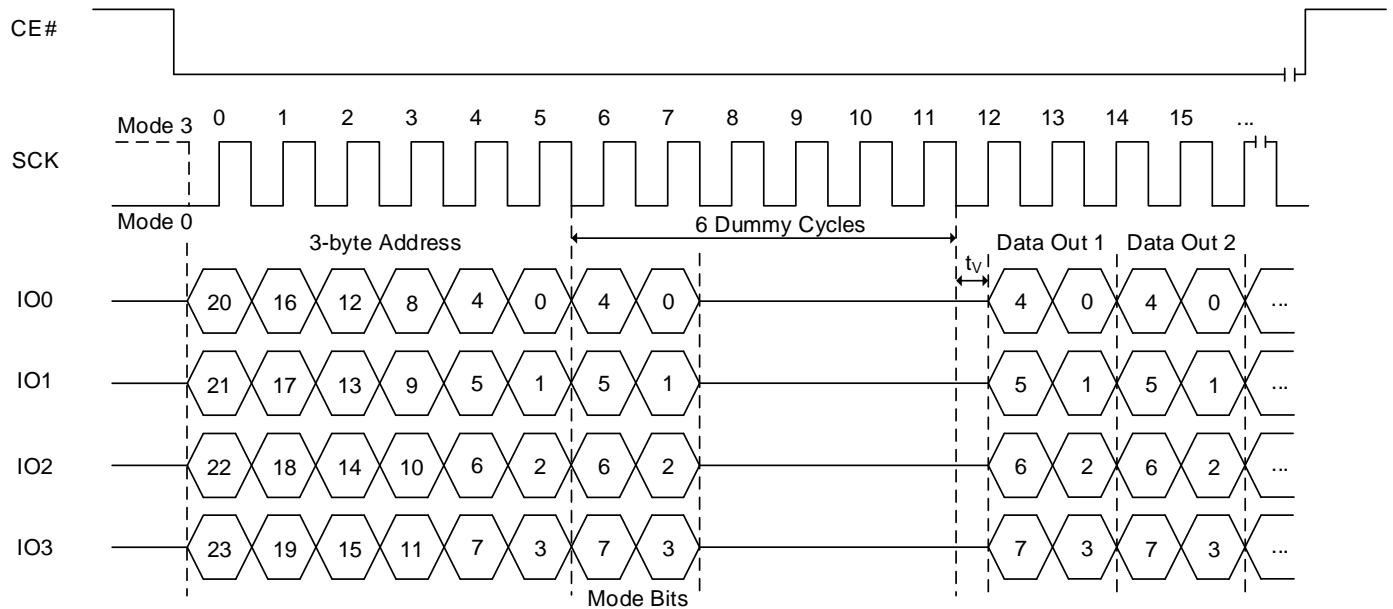 CE#
Mode 3 0 1 2 3 4 5 6 7 8 9 10 11 12 13 14 15 ...
SCK
Mode 0
3-byte Address 6 Dummy Cycles Data Out 1 Data Out 2
tV
IO0 20 16 12 8 4 0 4 0 4 0 4 0 ...
IO1 21 17 13 9 5 1 5 1 5 1 5 1 ...
IO2 22 18 14 10 6 2 6 2 6 2 6 2 ...
IO3 23 19 15 11 7 3 7 3 7 3 7 3 ...
Mode Bits